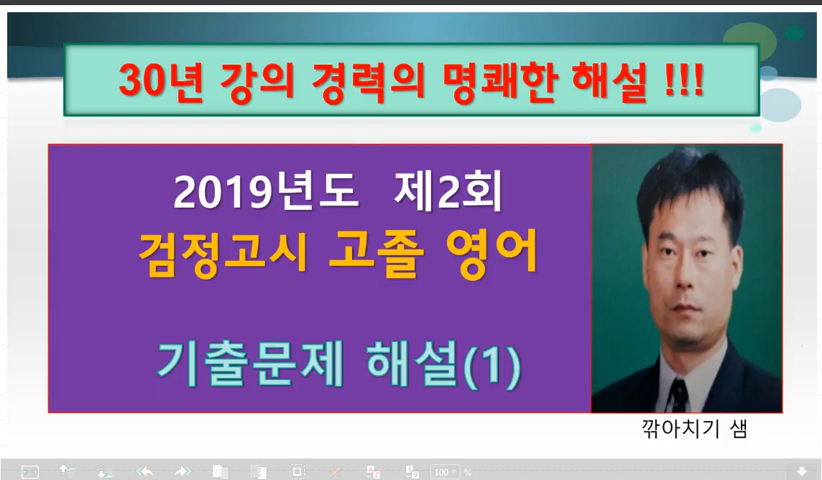 30년 강의 경력의 명쾌한 해설 !!!
2019년도 제2회
검정고시 고졸 영어
기출문제 해설(1)
깎아치기 샘
100 %